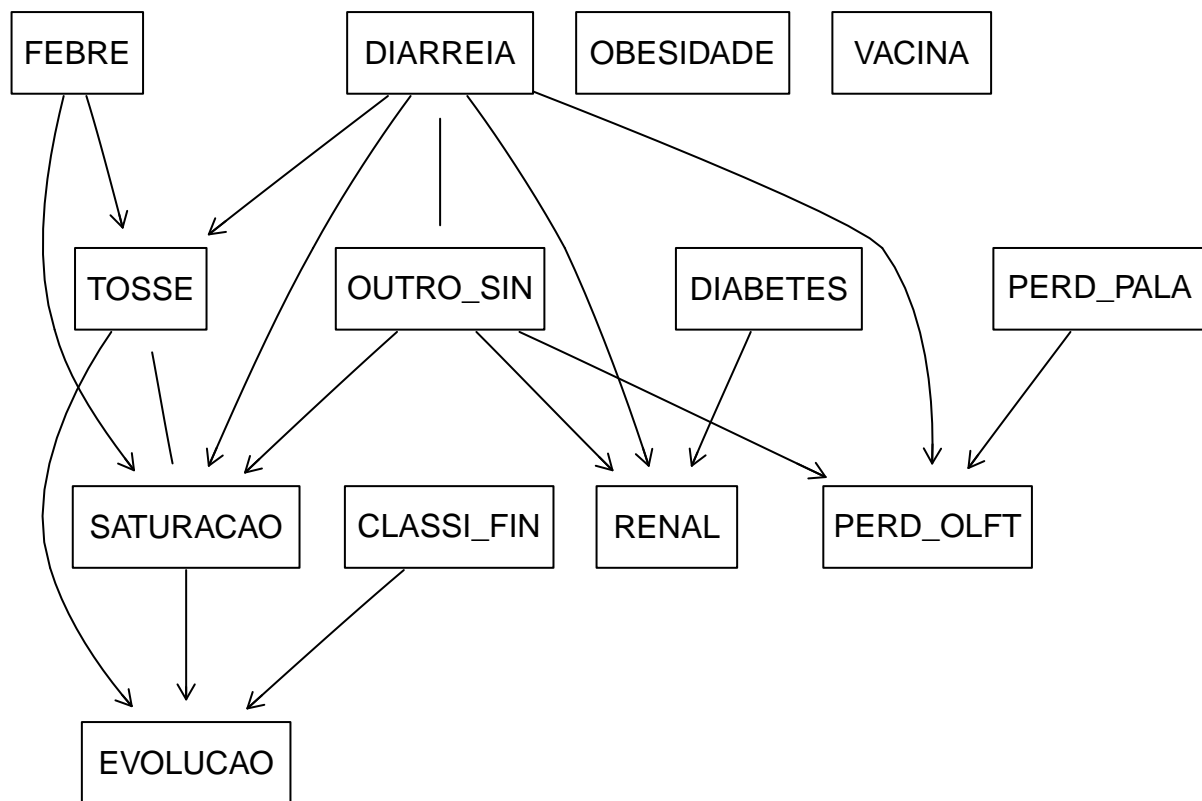 FEBRE
DIARREIA
OBESIDADE
VACINA
TOSSE
OUTRO_SIN
DIABETES
PERD_PALA
SATURACAO
CLASSI_FIN
RENAL
PERD_OLFT
EVOLUCAO